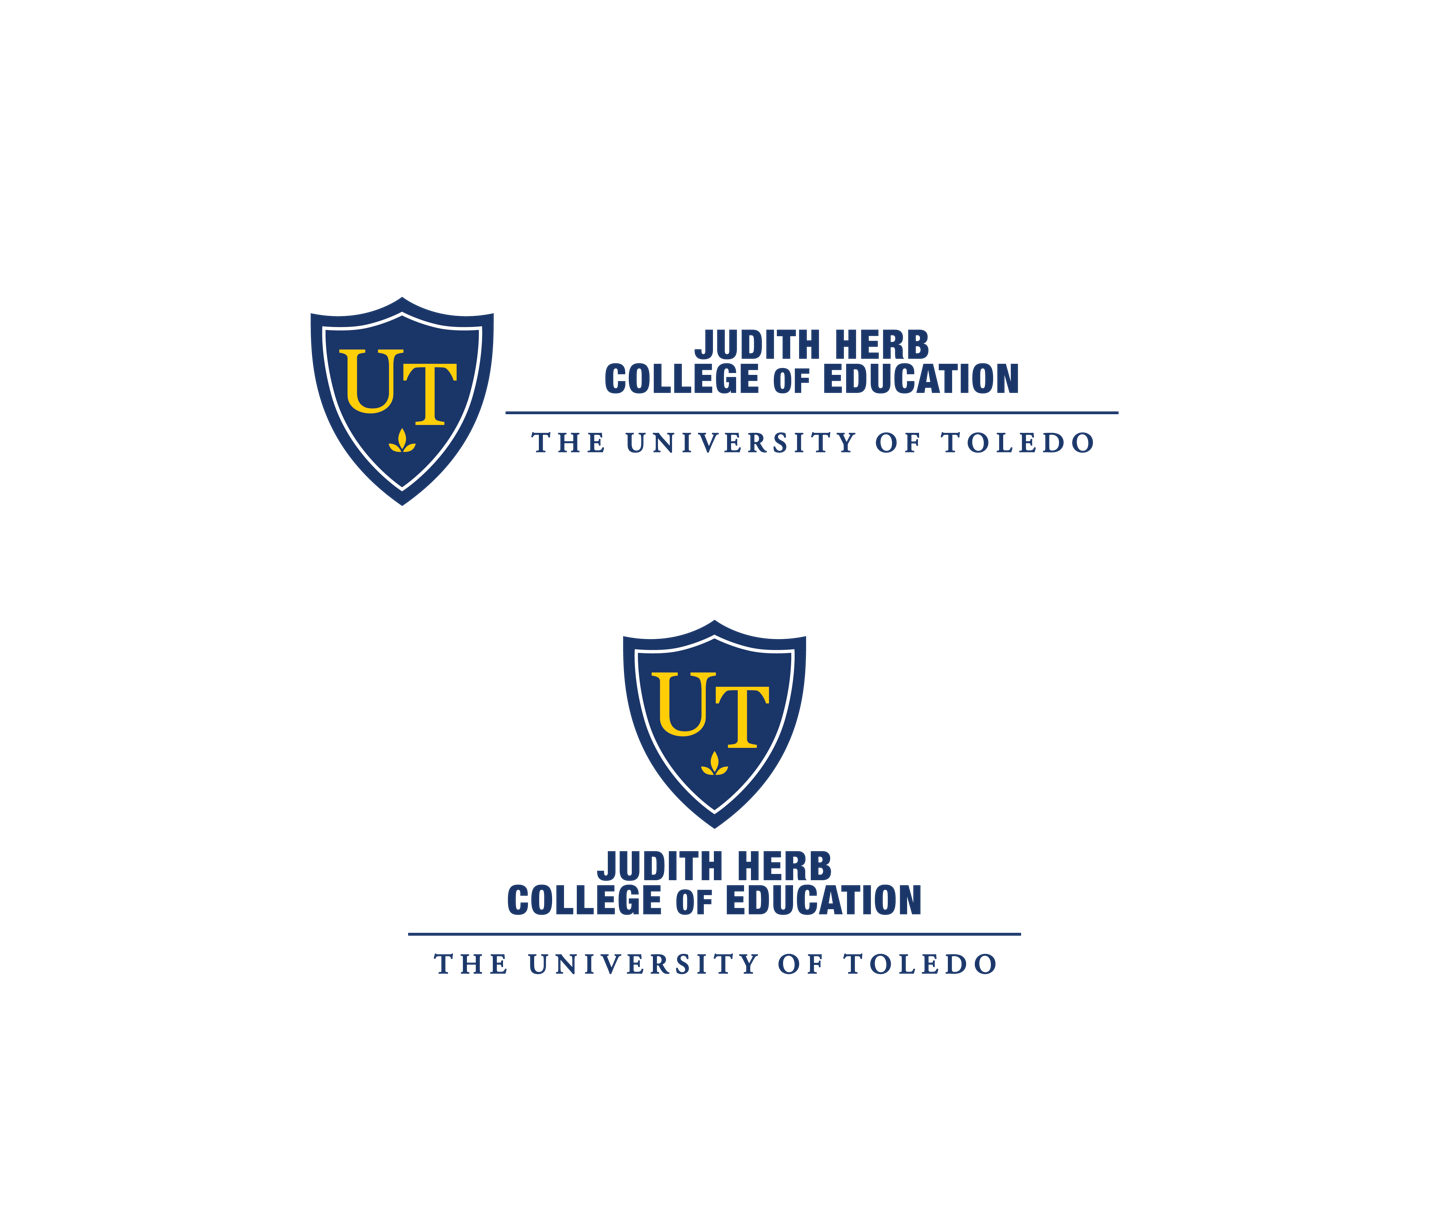 UT
JUDITH HERB
COLLEGE OF EDUCATION
THE UNIVERSITY OF TOLEDO
UT
JUDITH HERB
COLLEGE OF EDUCATION
THE UNIVERSITY OF TOLEDO